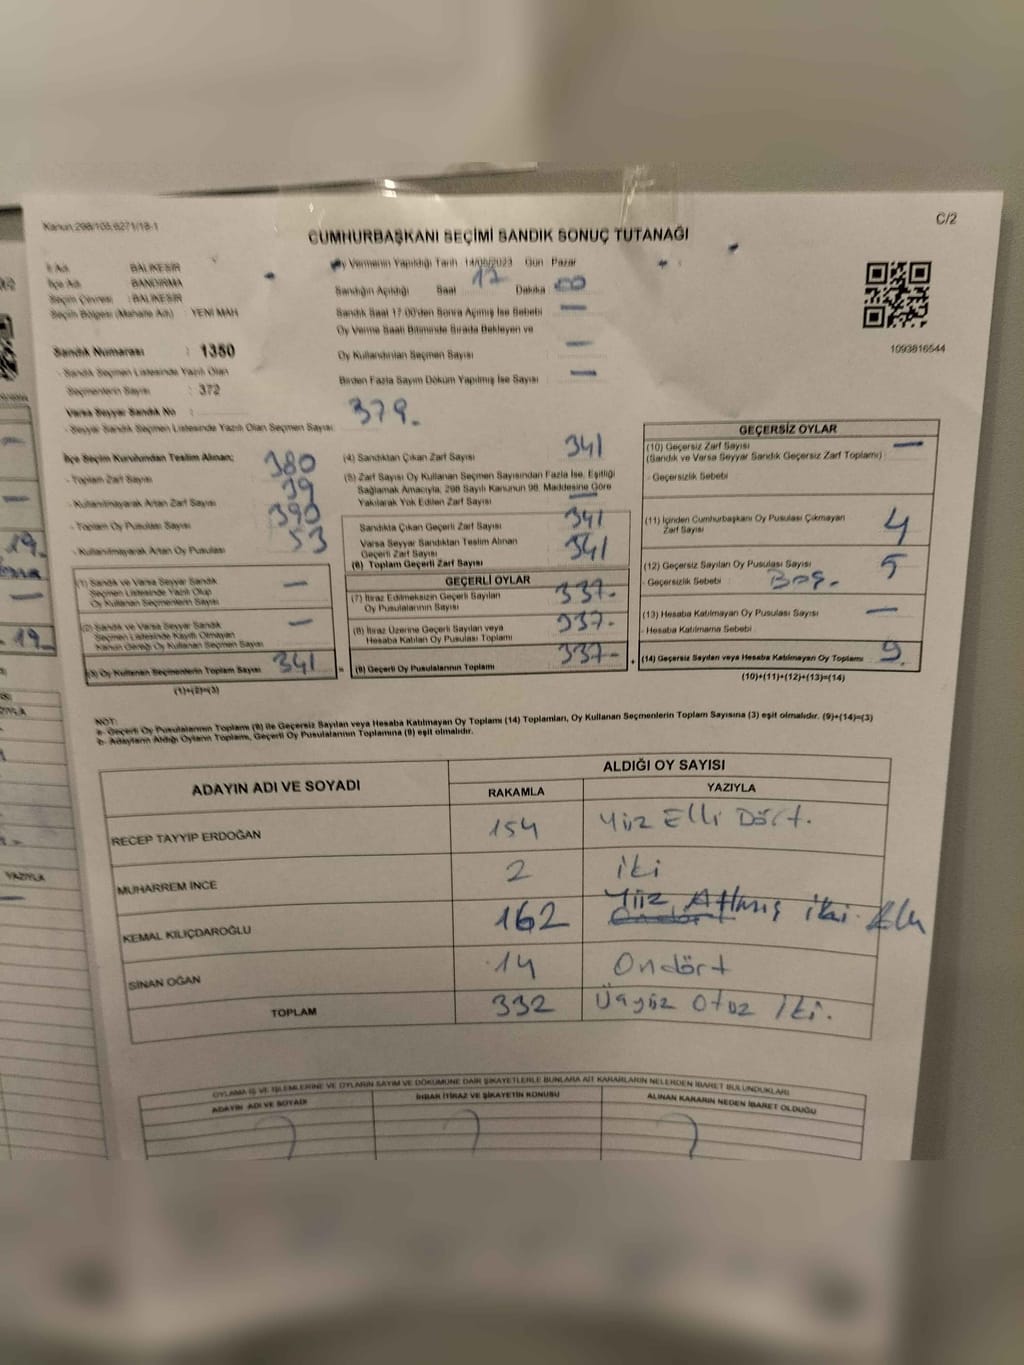 Kanun:298/105,6271/18-1
C/2
CUMHURBAŞKANI SEÇİMİ SANDIK SONUÇ TUTANAĞI
İl Adı : BALIKESİR
İlçe Adı : BANDIRMA
Seçim Çevresi : BALIKESİR
Seçim Bölgesi (Mahalle Adı) : YENİ MAH
Sandık Numarası : 1350
- Sandık Seçmen Listesinde Yazılı Olan
Seçmenlerin Sayısı : 372
Varsa Seyyar Sandık No :
- Seyyar Sandık Seçmen Listesinde Yazılı Olan Seçmen Sayısı: 379.
Oy Vermenin Yapıldığı Tarih 14/05/2023 Gün Pazar
Sandığın Açıldığı Saat 17 Dakika 00
Sandık Saat 17.00'den Sonra Açılmış İse Sebebi —
Oy Verme Saati Bitiminde Sırada Bekleyen ve
Oy Kullandırılan Seçmen Sayısı —
Birden Fazla Sayım Döküm Yapılmış İse Sayısı —
1093816544
İlçe Seçim Kurulundan Teslim Alınan;
- Toplam Zarf Sayısı 380
- Kullanılmayarak Artan Zarf Sayısı 39
- Toplam Oy Pusulası Sayısı 390
- Kullanılmayarak Artan Oy Pusulası 53
(1) Sandık ve Varsa Seyyar Sandık
Seçmen Listesinde Yazılı Olup
Oy Kullanan Seçmenlerin Sayısı —
(2) Sandık ve Varsa Seyyar Sandık
Seçmen Listesinde Kayıtlı Olmayan
Kanun Gereği Oy Kullanan Seçmen Sayısı —
(3) Oy Kullanan Seçmenlerin Toplam Sayısı 341 =
(1)+(2)=(3)
(4) Sandıktan Çıkan Zarf Sayısı 341
(5) Zarf Sayısı Oy Kullanan Seçmen Sayısından Fazla İse, Eşitliği
Sağlamak Amacıyla, 298 Sayılı Kanunun 98. Maddesine Göre
Yakılarak Yok Edilen Zarf Sayısı —
Sandıkta Çıkan Geçerli Zarf Sayısı 341
Varsa Seyyar Sandıktan Teslim Alınan
Geçerli Zarf Sayısı
(6) Toplam Geçerli Zarf Sayısı 341
GEÇERLİ OYLAR
(7) İtiraz Edilmeksizin Geçerli Sayılan
Oy Pusulalarının Sayısı 337-
(8) İtiraz Üzerine Geçerli Sayılan veya
Hesaba Katılan Oy Pusulası Toplamı 337-
(9) Geçerli Oy Pusulalarının Toplamı 337- +
GEÇERSİZ OYLAR
(10) Geçersiz Zarf Sayısı —
(Sandık ve Varsa Seyyar Sandık Geçersiz Zarf Toplamı)
- Geçersizlik Sebebi
(11) İçinden Cumhurbaşkanı Oy Pusulası Çıkmayan
Zarf Sayısı 4
(12) Geçersiz Sayılan Oy Pusulası Sayısı 5
- Geçersizlik Sebebi : Boş.
(13) Hesaba Katılmayan Oy Pusulası Sayısı —
- Hesaba Katılmama Sebebi
(14) Geçersiz Sayılan veya Hesaba Katılmayan Oy Toplamı 9.
(10)+(11)+(12)+(13)=(14)
NOT:
a- Geçerli Oy Pusulalarının Toplamı (9) ile Geçersiz Sayılan veya Hesaba Katılmayan Oy Toplamı (14) Toplamları, Oy Kullanan Seçmenlerin Toplam Sayısına (3) eşit olmalıdır. (9)+(14)=(3)
b- Adayların Aldığı Oyların Toplamı, Geçerli Oy Pusulalarının Toplamına (9) eşit olmalıdır.
ADAYIN ADI VE SOYADI
ALDIĞI OY SAYISI
RAKAMLA YAZIYLA
RECEP TAYYİP ERDOĞAN 154 Yüz Elli Dört.
MUHARREM İNCE 2 iki
KEMAL KILIÇDAROĞLU 162 Yüz Atmış iki.
Ondört
SİNAN OĞAN 14 Ondört
TOPLAM 332 Üçyüz Otuz İki.
OYLAMA İŞ VE İŞLEMLERİNE VE OYLARIN SAYIM VE DÖKÜMÜNE DAİR ŞİKAYETLERLE BUNLARA AİT KARARLARIN NELERDEN İBARET BULUNDUKLARI
ADAYIN ADI VE SOYADI
İHBAR İTİRAZ VE ŞİKAYETİN KONUSU
ALINAN KARARIN NEDEN İBARET OLDUĞU
19.
19
YAZIYLA